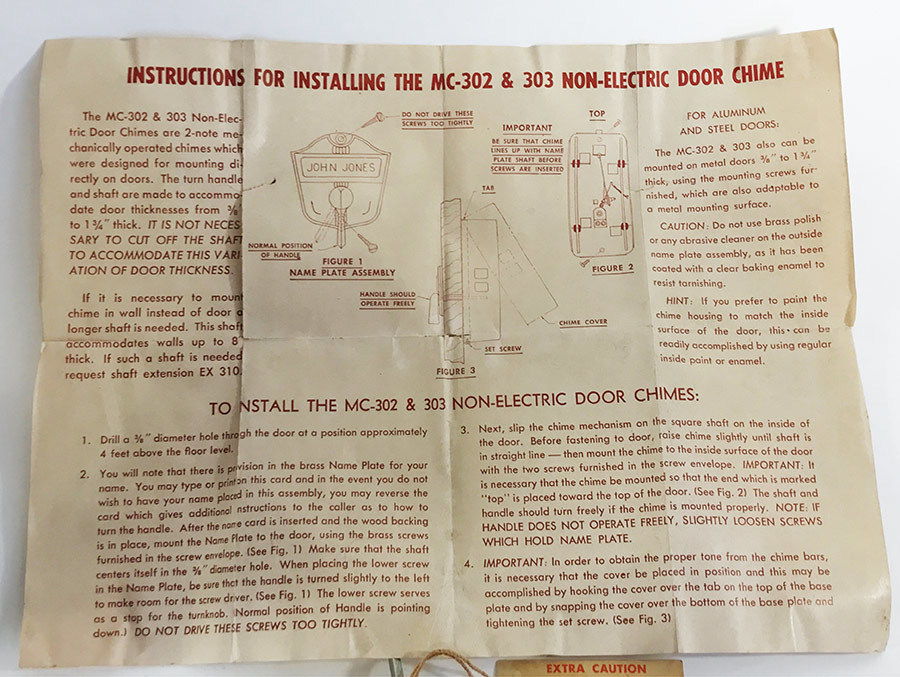 INSTRUCTIONS FOR INSTALLING THE MC-302 & 303 NON-ELECTRIC DOOR CHIME
The MC-302 & 303 Non-Elec-
tric Door Chimes are 2-note me-
chanically operated chimes which
were designed for mounting di-
rectly on doors. The turn handle
and shaft are made to accommo-
date door thicknesses from ⅜"
to 1¾" thick. IT IS NOT NECES
SARY TO CUT OFF THE SHAFT
TO ACCOMMODATE THIS VARI-
ATION OF DOOR THICKNESS.
If it is necessary to mount
chime in wall instead of door a
longer shaft is needed. This shaft
accommodates walls up to 8"
thick. If such a shaft is needed
request shaft extension EX 310.
DO NOT DRIVE THESE
SCREWS TOO TIGHTLY
JOHN JONES
NORMAL POSITION
OF HANDLE
FIGURE 1
NAME PLATE ASSEMBLY
IMPORTANT
BE SURE THAT CHIME
LINES UP WITH NAME
PLATE SHAFT BEFORE
SCREWS ARE INSERTED
TOP
FIGURE 2
TAB
HANDLE SHOULD
OPERATE FREELY
CHIME COVER
SET SCREW
FIGURE 3
FOR ALUMINUM
AND STEEL DOORS:
The MC-302 & 303 also can be
mounted on metal doors ⅜" to 1¾"
thick, using the mounting screws fur-
nished, which are also adaptable to
a metal mounting surface.
CAUTION: Do not use brass polish
or any abrasive cleaner on the outside
name plate assembly, as it has been
coated with a clear baking enamel to
resist tarnishing.
HINT: If you prefer to paint the
chime housing to match the inside
surface of the door, this can be
readily accomplished by using regular
inside paint or enamel.
TO INSTALL THE MC-302 & 303 NON-ELECTRIC DOOR CHIMES:
1. Drill a ⅜" diameter hole through the door at a position approximately
4 feet above the floor level.
2. You will note that there is provision in the brass Name Plate for your
name. You may type or print on this card and in the event you do not
wish to have your name placed in this assembly, you may reverse the
card which gives additional instructions to the caller as to how to
turn the handle. After the name card is inserted and the wood backing
is in place, mount the Name Plate to the door, using the brass screws
furnished in the screw envelope. (See Fig. 1) Make sure that the shaft
centers itself in the ⅜" diameter hole. When placing the lower screw
in the Name Plate, be sure that the handle is turned slightly to the left
to make room for the screw driver. (See Fig. 1) The lower screw serves
as a stop for the turnknob. (Normal position of Handle is pointing
down.) DO NOT DRIVE THESE SCREWS TOO TIGHTLY.
3. Next, slip the chime mechanism on the square shaft on the inside of
the door. Before fastening to door, raise chime slightly until shaft is
in straight line — then mount the chime to the inside surface of the door
with the two screws furnished in the screw envelope. IMPORTANT: It
is necessary that the chime be mounted so that the end which is marked
"top" is placed toward the top of the door. (See Fig. 2) The shaft and
handle should turn freely if the chime is mounted properly. NOTE: IF
HANDLE DOES NOT OPERATE FREELY, SLIGHTLY LOOSEN SCREWS
WHICH HOLD NAME PLATE.
4. IMPORTANT: In order to obtain the proper tone from the chime bars,
it is necessary that the cover be placed in position and this may be
accomplished by hooking the cover over the tab on the top of the base
plate and by snapping the cover over the bottom of the base plate and
tightening the set screw. (See Fig. 3)
EXTRA CAUTION